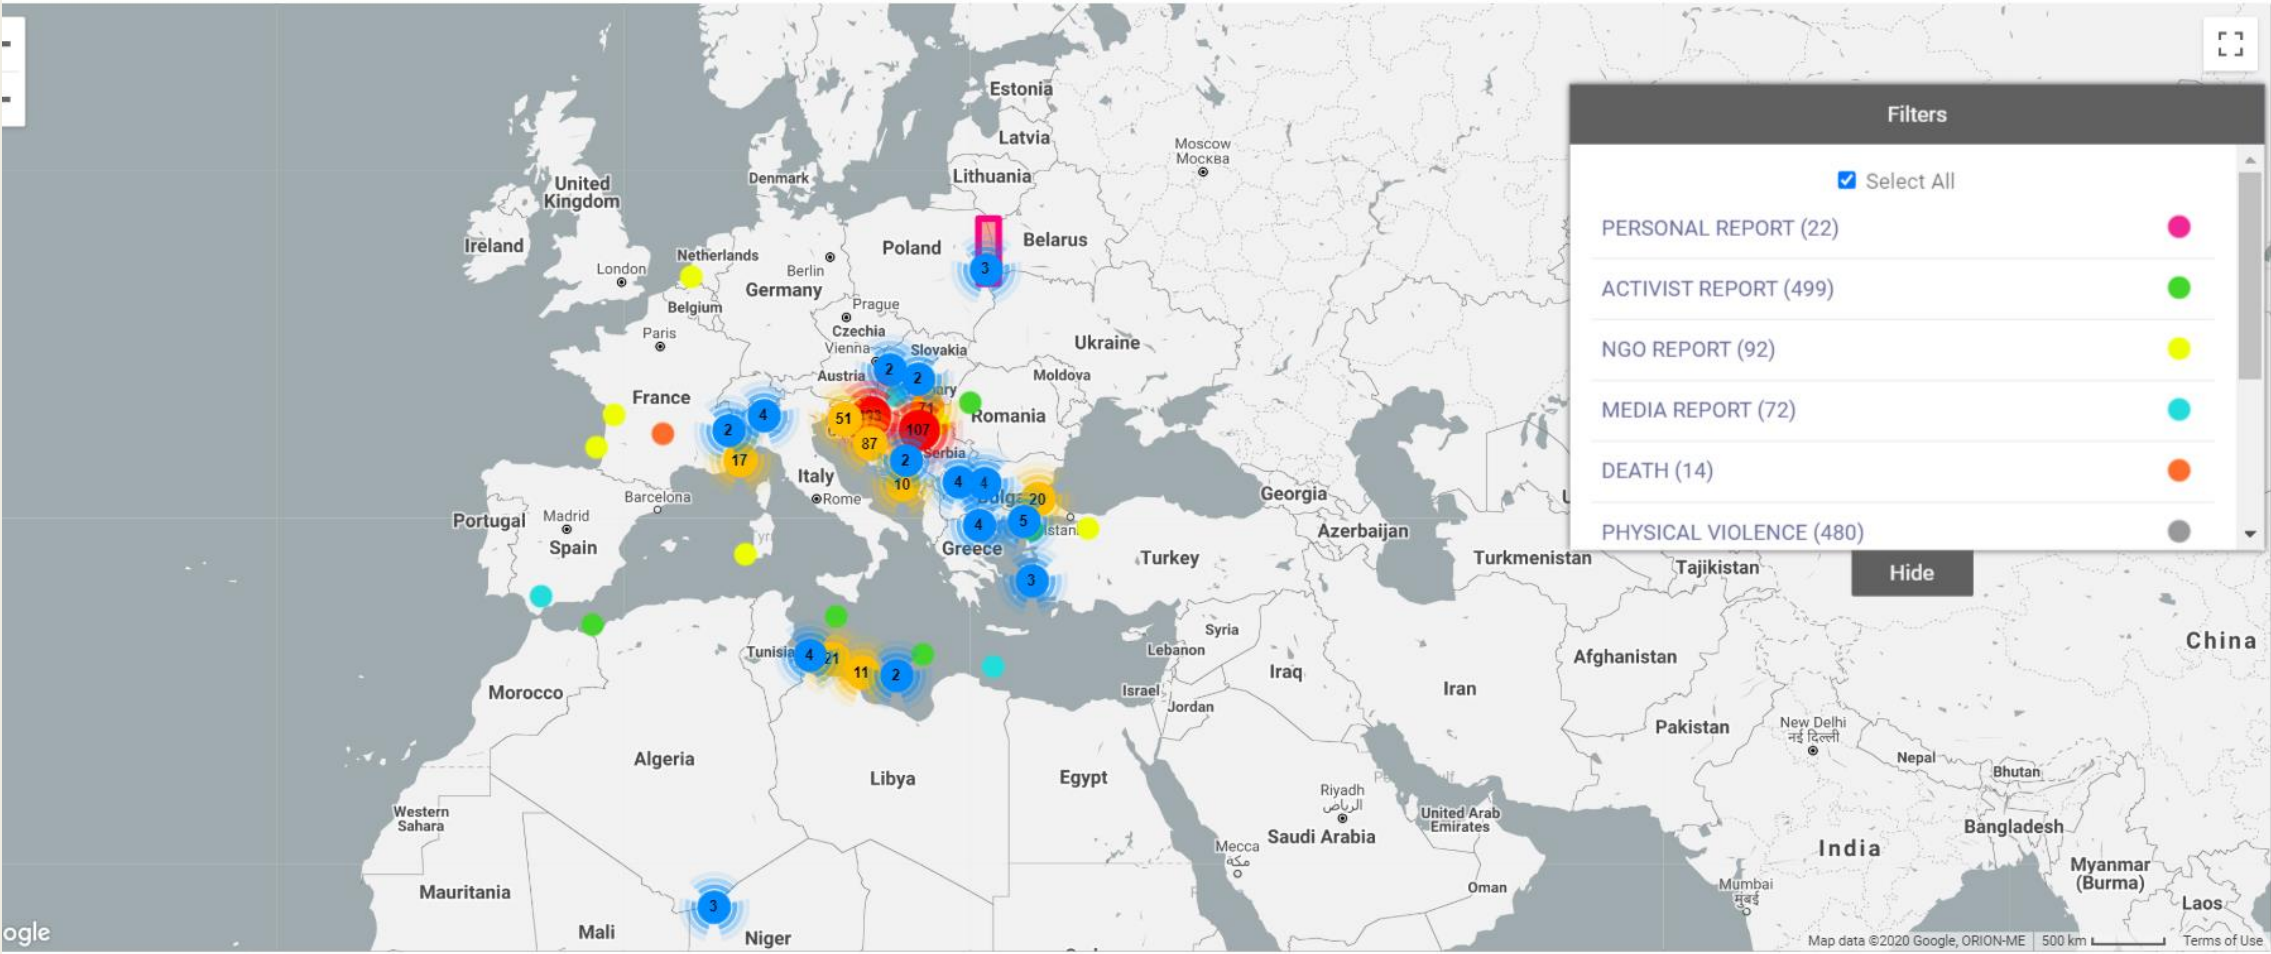 Estonia
Latvia
Moscow
Москва
Lithuania
Denmark
United
Kingdom
Ireland
Poland
Belarus
Netherlands
London
Berlin
Germany
3
Belgium
Prague
Czechia
Paris
Vienna
Slovakia
Ukraine
2
2
Austria
Moldova
France
4
51
71
Romania
2
107
87
17
2
Serbia
Italy
Rome
10
4
4
20
Georgia
Barcelona
Portugal
Madrid
Spain
4
5
Azerbaijan
Greece
Turkey
Turkmenistan
Tajikistan
3
Syria
Lebanon
Tunisia
4
21
11
2
Morocco
Israel
Jordan
Iraq
Iran
Afghanistan
China
Pakistan
New Delhi
नई दिल्ली
Nepal
Bhutan
Algeria
Libya
Egypt
Riyadh
الرياض
United Arab
Emirates
Western
Sahara
Saudi Arabia
Bangladesh
India
Mecca
مكة
Myanmar
(Burma)
Mauritania
Oman
Mumbai
मुंबई
Laos
3
Mali
Niger
ogle
Filters
Select All
PERSONAL REPORT (22)
ACTIVIST REPORT (499)
NGO REPORT (92)
MEDIA REPORT (72)
DEATH (14)
PHYSICAL VIOLENCE (480)
Hide
Map data ©2020 Google, ORION-ME
500 km
Terms of Use